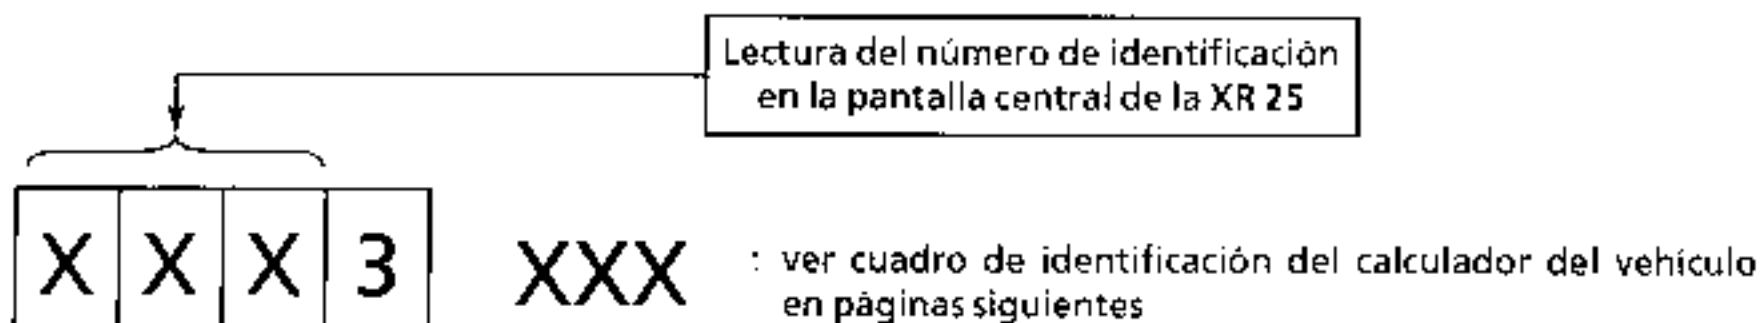 Lectura del número de identificación
en la pantalla central de la XR 25
X X X 3 XXX : ver cuadro de identificación del calculador del vehículo
en páginas siguientes